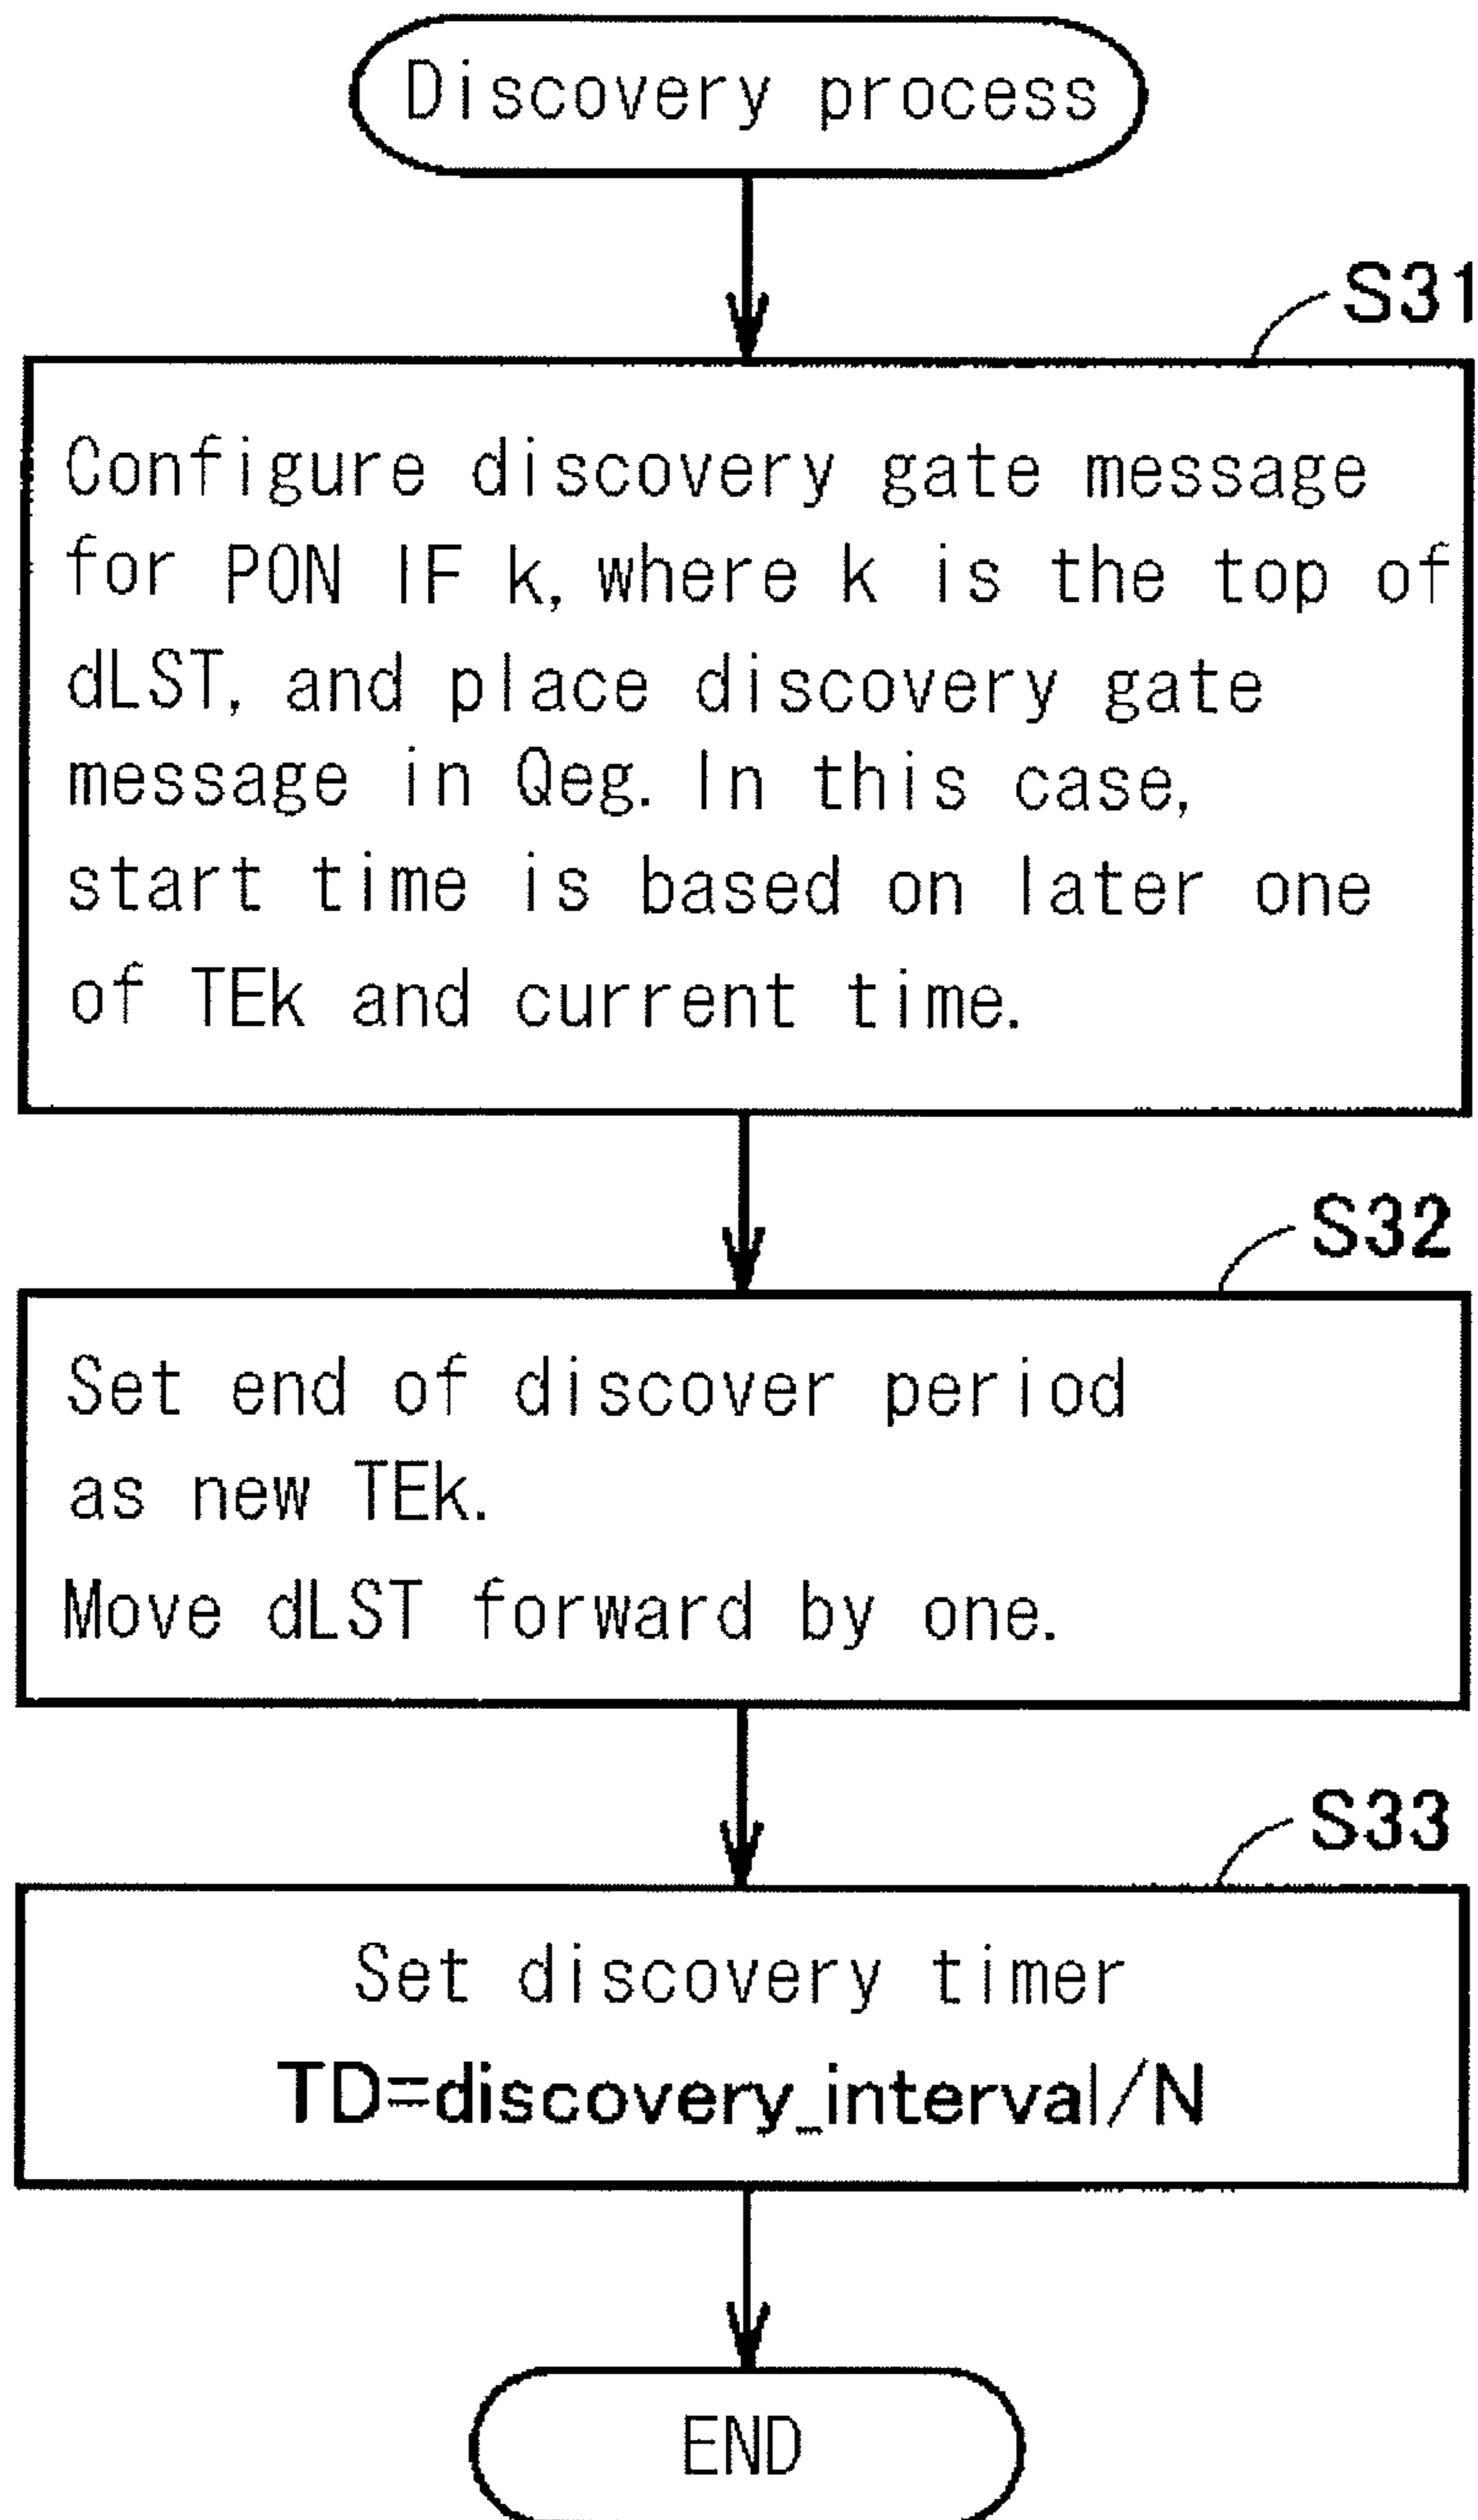 Discovery process
S31
Configure discovery gate message
for PON IF k, where k is the top of
dLST, and place discovery gate
message in Qeg. In this case,
start time is based on later one
of TEk and current time.
S32
Set end of discover period
as new TEk.
Move dLST forward by one.
S33
Set discovery timer
TD=discovery_interval/N
END